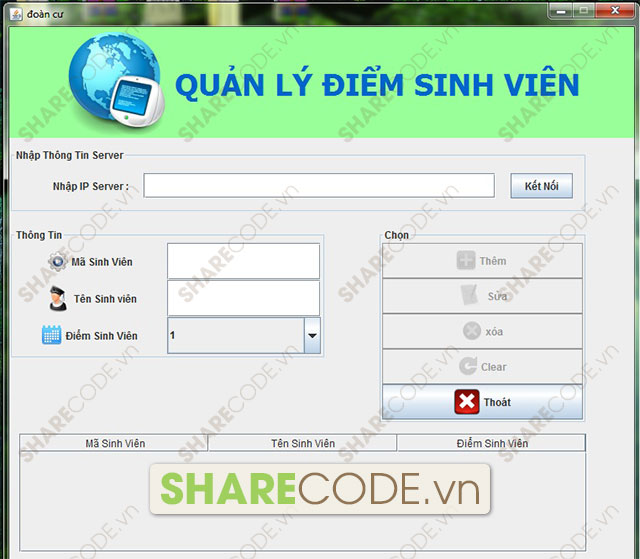 đoàn cư
QUẢN LÝ ĐIỂM SINH VIÊN
Nhập Thông Tin Server
Nhập IP Server :
Kết Nối
Thông Tin
Chọn
Mã Sinh Viên
Thêm
Tên Sinh viên
Sửa
Điểm Sinh Viên
1
xóa
Clear
Thoát
Mã Sinh Viên
Tên Sinh Viên
Điểm Sinh Viên
SHARECODE.vn